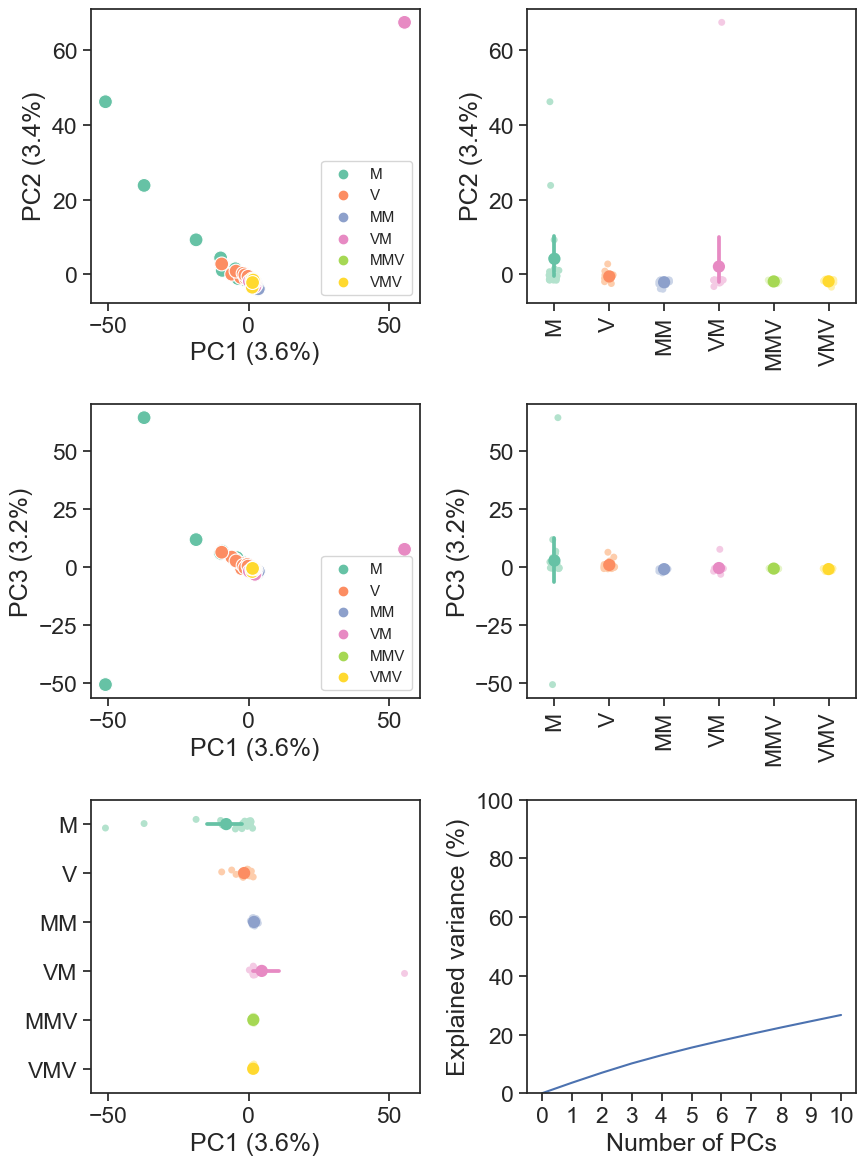 PC2 (3.4%)
60
40
20
0
−50
0
50
PC1 (3.6%)
M
V
MM
VM
MMV
VMV
PC2 (3.4%)
60
40
20
0
M
V
MM
VM
MMV
VMV
PC3 (3.2%)
50
25
0
−25
−50
−50
0
50
PC1 (3.6%)
M
V
MM
VM
MMV
VMV
PC3 (3.2%)
50
25
0
−25
−50
M
V
MM
VM
MMV
VMV
M
V
MM
VM
MMV
VMV
−50
0
50
PC1 (3.6%)
Explained variance (%)
100
80
60
40
20
0
0 1 2 3 4 5 6 7 8 9 10
Number of PCs